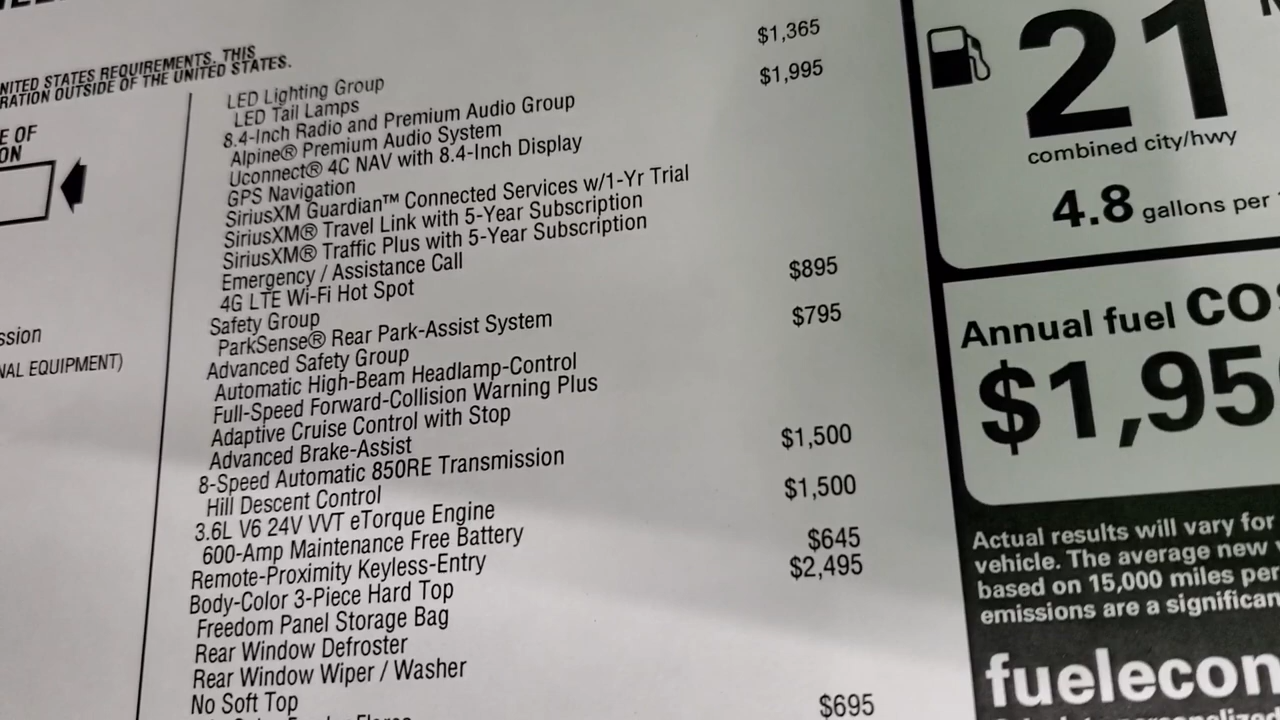 NITED STATES REQUIREMENTS. THIS
RATION OUTSIDE OF THE UNITED STATES.
E OF
ON
ssion
NAL EQUIPMENT)
LED Lighting Group $1,365
LED Tail Lamps
8.4-Inch Radio and Premium Audio Group $1,995
Alpine® Premium Audio System
Uconnect® 4C NAV with 8.4-Inch Display
GPS Navigation
SiriusXM Guardian™ Connected Services w/1-Yr Trial
SiriusXM® Travel Link with 5-Year Subscription
SiriusXM® Traffic Plus with 5-Year Subscription
Emergency / Assistance Call
4G LTE Wi-Fi Hot Spot
Safety Group $895
ParkSense® Rear Park-Assist System
Advanced Safety Group $795
Automatic High-Beam Headlamp-Control
Full-Speed Forward-Collision Warning Plus
Adaptive Cruise Control with Stop
Advanced Brake-Assist
8-Speed Automatic 850RE Transmission $1,500
Hill Descent Control
3.6L V6 24V VVT eTorque Engine $1,500
600-Amp Maintenance Free Battery
Remote-Proximity Keyless-Entry $645
Body-Color 3-Piece Hard Top $2,495
Freedom Panel Storage Bag
Rear Window Defroster
Rear Window Wiper / Washer
No Soft Top
$695
21
combined city/hwy
4.8 gallons per
Annual fuel cos
$1,95
Actual results will vary for
vehicle. The average new
based on 15,000 miles per
emissions are a significan
fuelecon